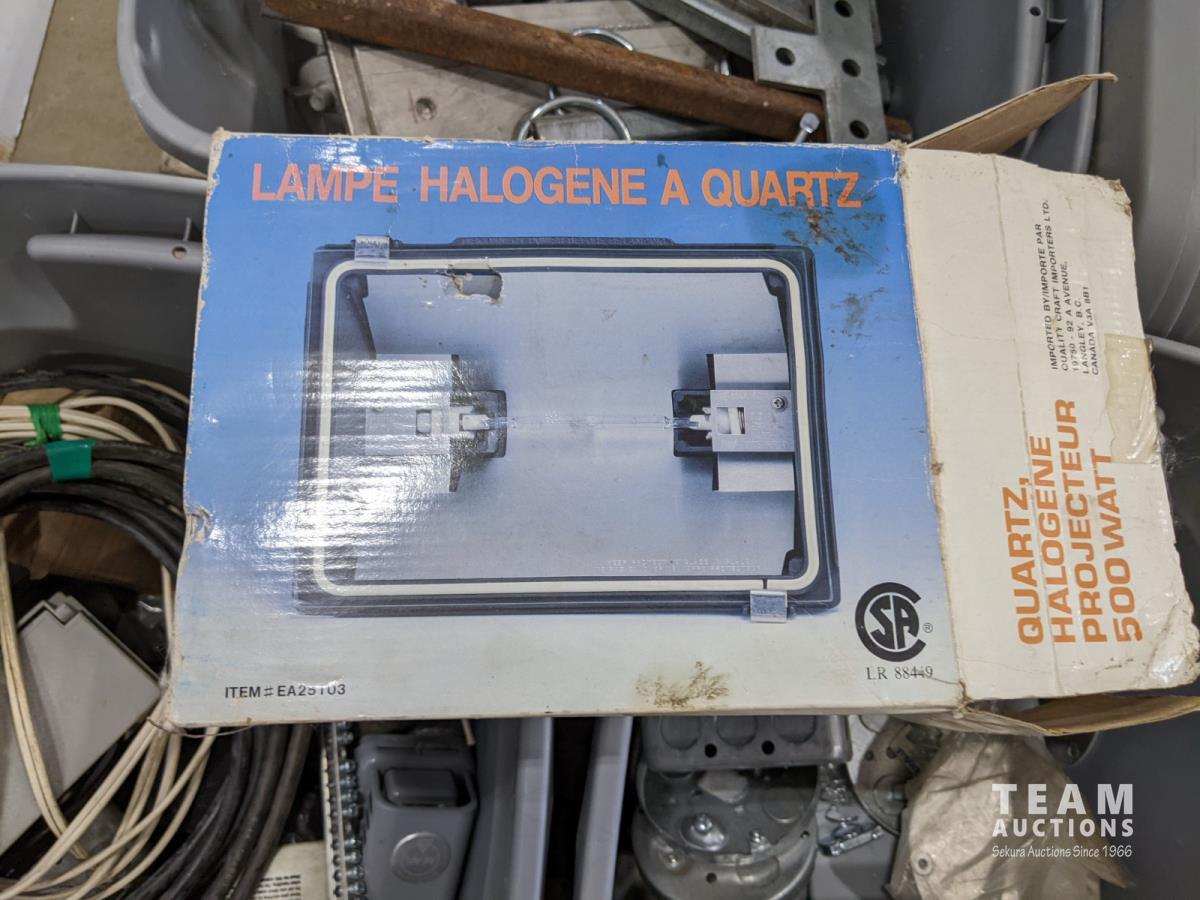 LAMPE HALOGENE A QUARTZ
IMPORTED BY/IMPORTE PAR
QUALITY CRAFT IMPORTERS LTD.
19750 - 92 A AVENUE,
LANGLEY, B.C.
CANADA V3A 8B1
QUARTZ,
HALOGENE
PROJECTEUR
500 WATT
SA ®
LR 88449
ITEM # EA25103
TEAM
AUCTIONS
Sekura Auctions Since 1966